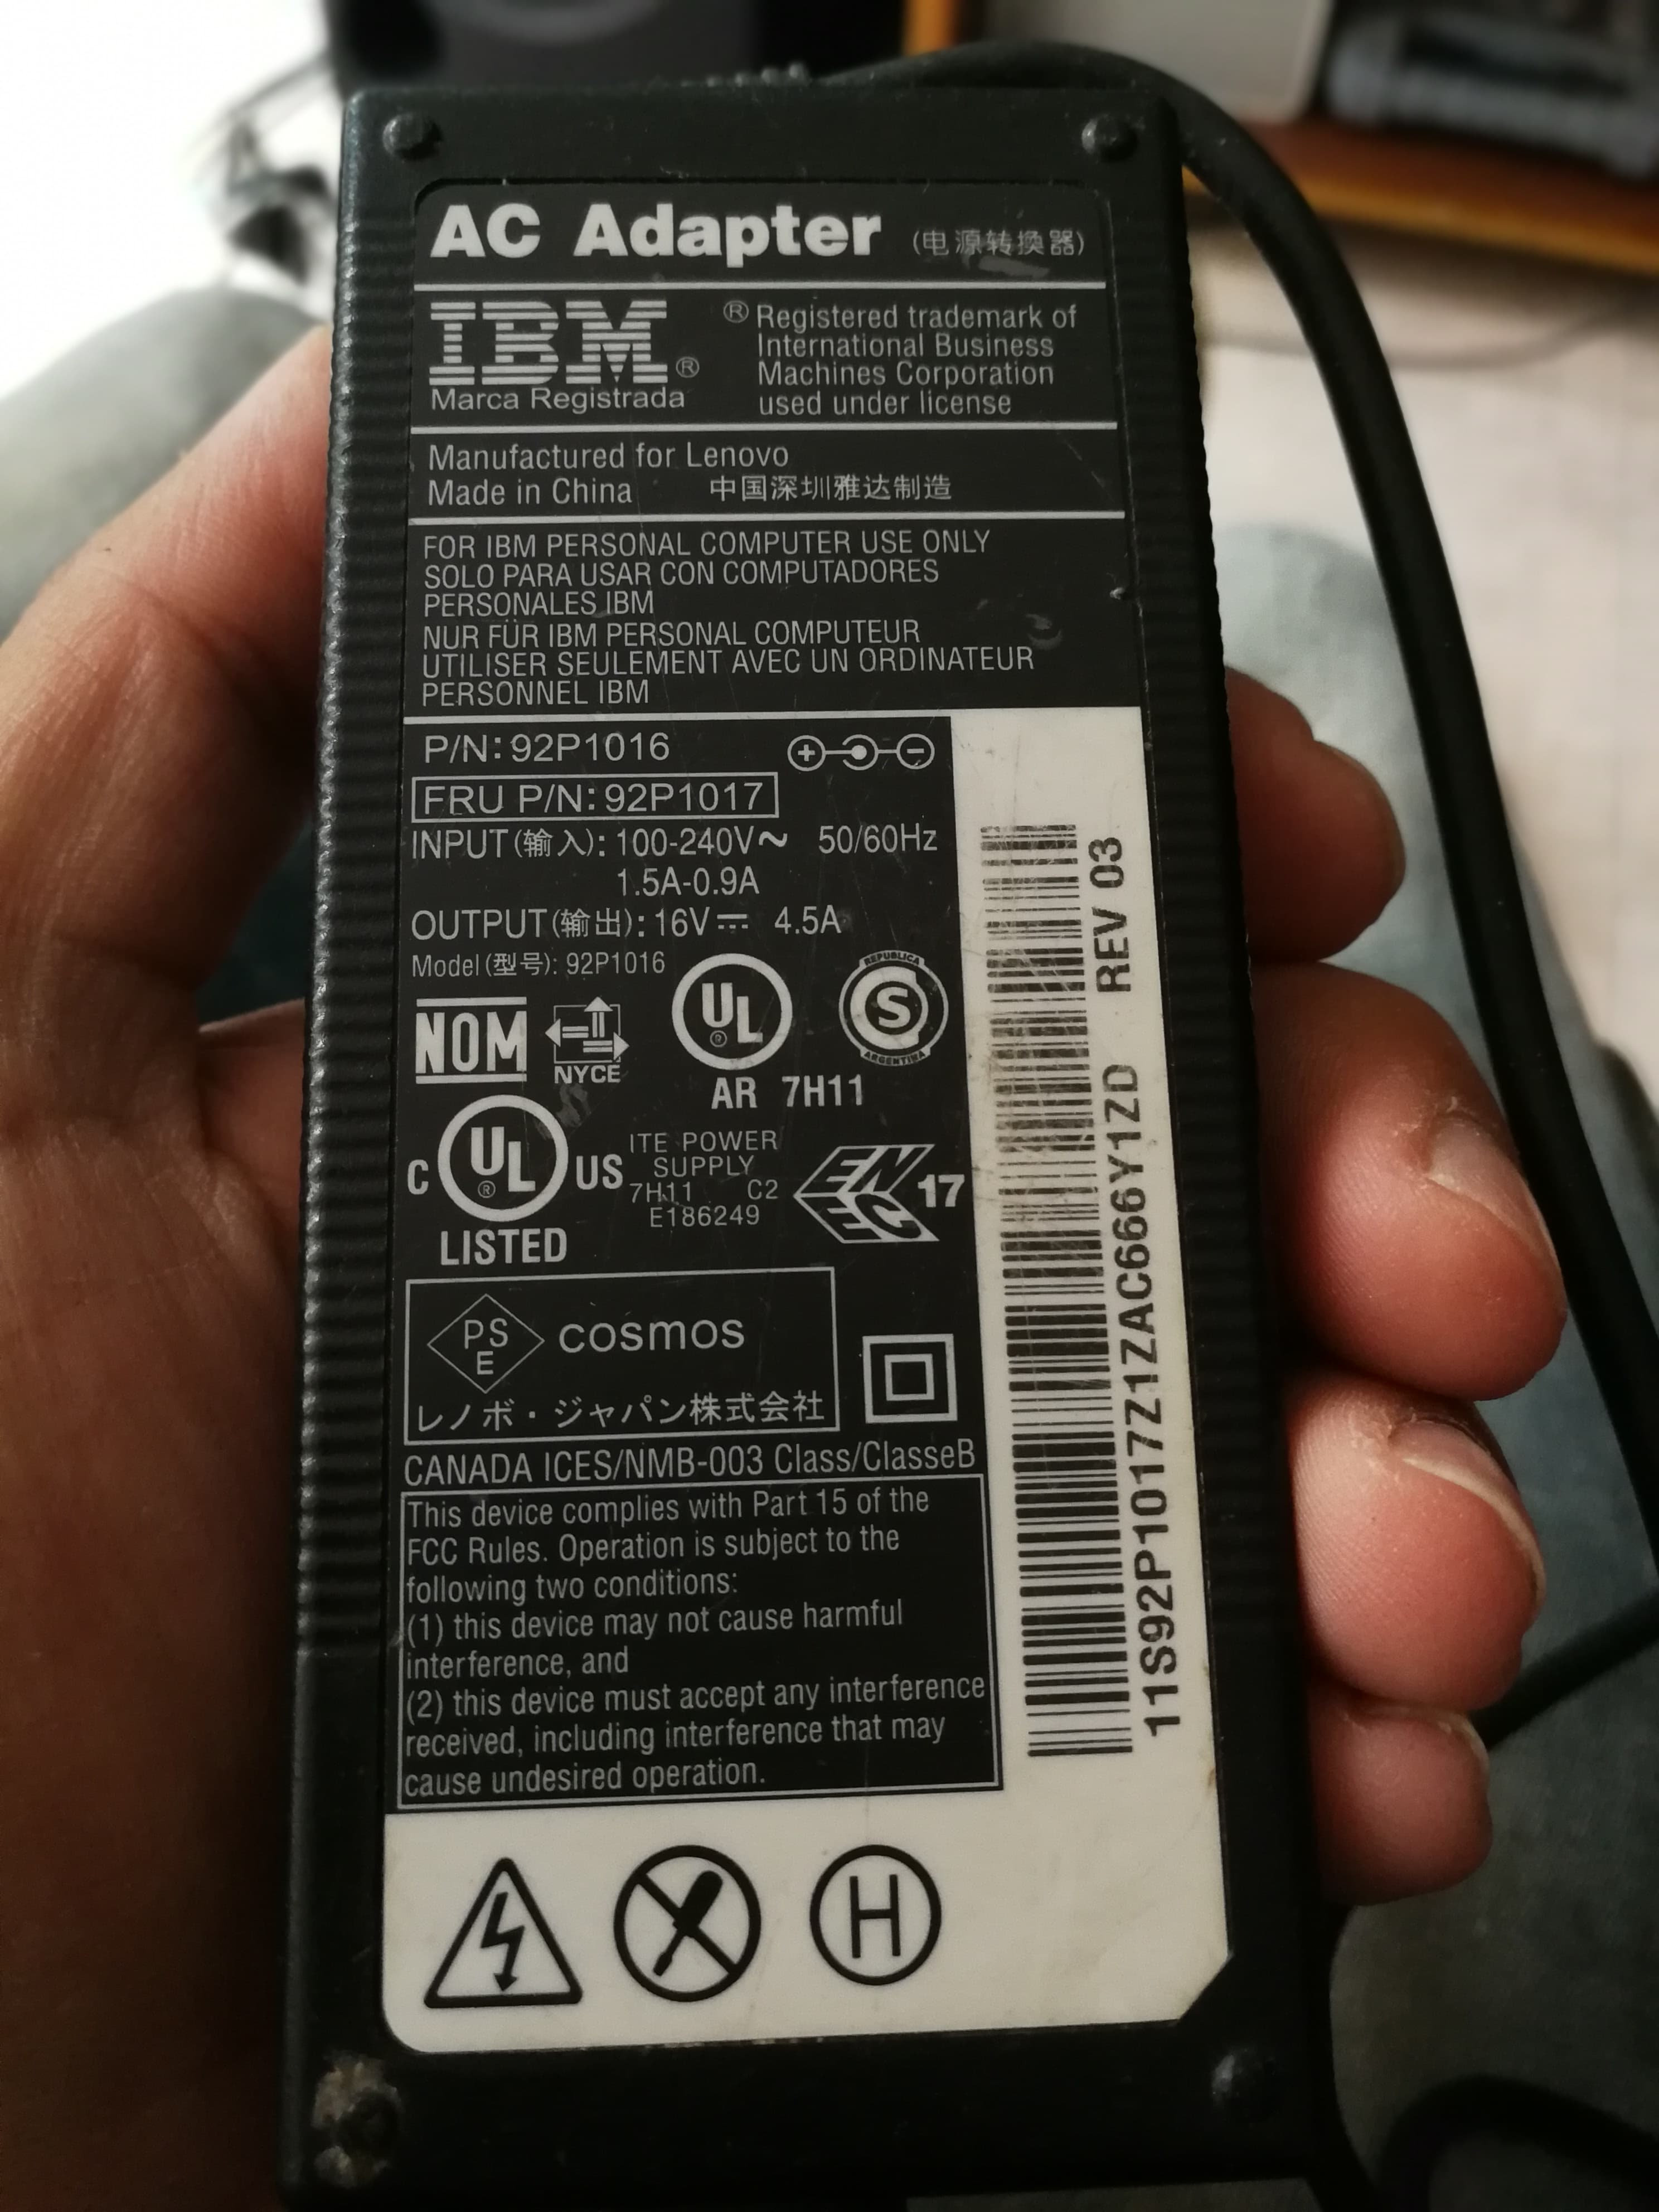 AC Adapter (电源转换器)
IBM®
Marca Registrada
® Registered trademark of
International Business
Machines Corporation
used under license
Manufactured for Lenovo
Made in China 中国深圳雅达制造
FOR IBM PERSONAL COMPUTER USE ONLY
SOLO PARA USAR CON COMPUTADORES
PERSONALES IBM
NUR FÜR IBM PERSONAL COMPUTEUR
UTILISER SEULEMENT AVEC UN ORDINATEUR
PERSONNEL IBM
P/N: 92P1016
FRU P/N: 92P1017
INPUT (输入): 100-240V~ 50/60Hz
1.5A-0.9A
OUTPUT (输出): 16V⎓ 4.5A
Model (型号): 92P1016
NOM
NYCE
UL®
AR 7H11
REPUBLICA
S
ARGENTINA
C UL® US
LISTED
ITE POWER
SUPPLY
7H11 C2
E186249
ENEC 17
PS
E
cosmos
レノボ・ジャパン株式会社
CANADA ICES/NMB-003 Class/ClasseB
This device complies with Part 15 of the
FCC Rules. Operation is subject to the
following two conditions:
(1) this device may not cause harmful
interference, and
(2) this device must accept any interference
received, including interference that may
cause undesired operation.
11S92P1017Z1ZAC666Y1ZD REV 03
H